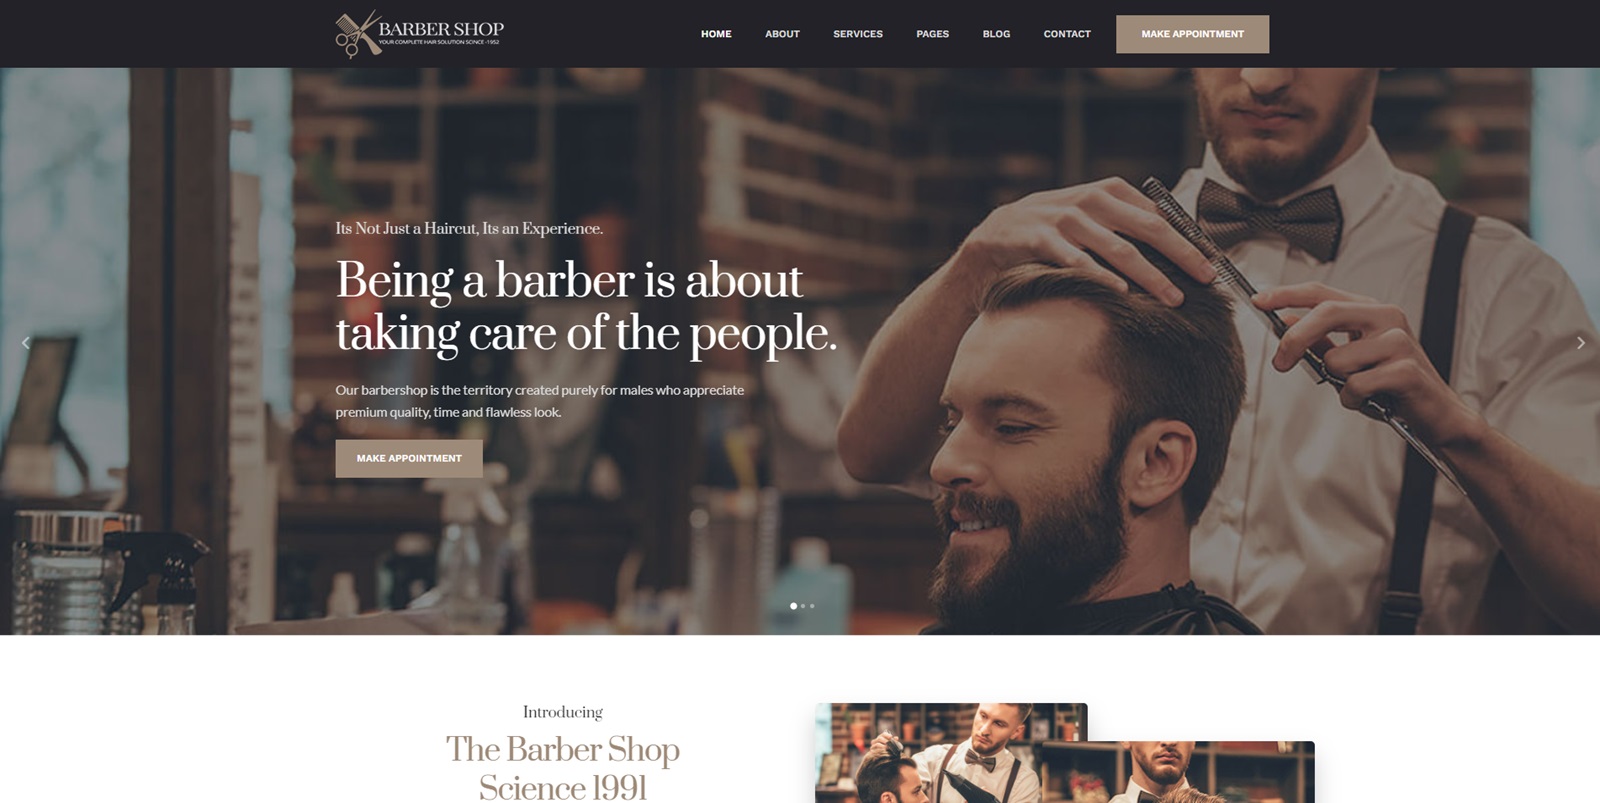 BARBER SHOP
YOUR COMPLETE HAIR SOLUTION SCINCE -1952
HOME ABOUT SERVICES PAGES BLOG CONTACT MAKE APPOINTMENT
Its Not Just a Haircut, Its an Experience.
Being a barber is about
taking care of the people.
Our barbershop is the territory created purely for males who appreciate
premium quality, time and flawless look.
MAKE APPOINTMENT
Introducing
The Barber Shop
Science 1991